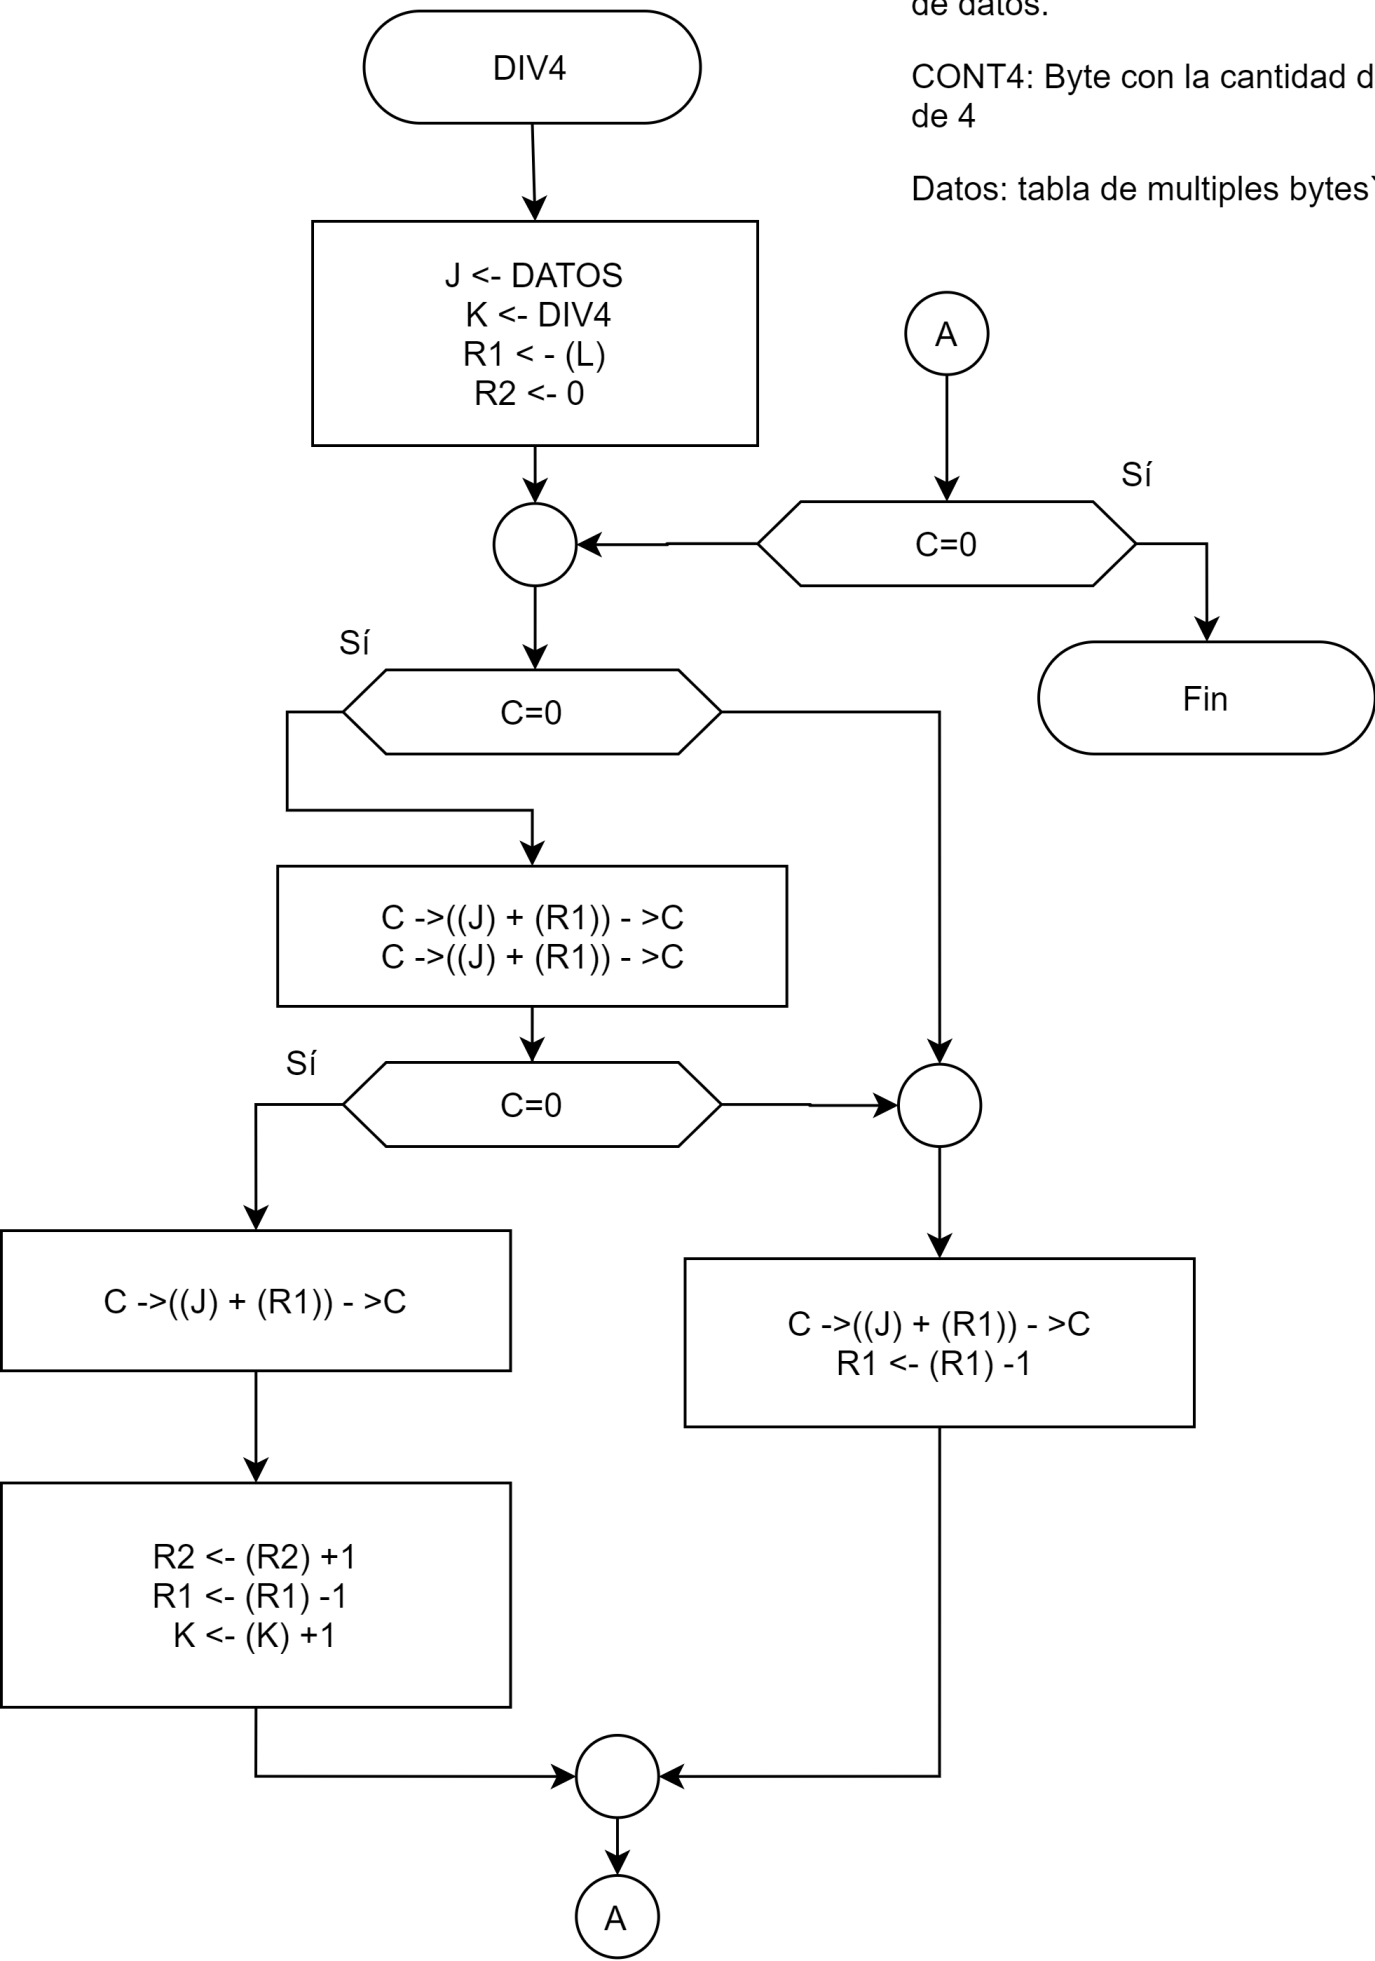 de datos.
CONT4: Byte con la cantidad
de 4
Datos: tabla de multiples bytes
DIV4
J <- DATOS
K <- DIV4
R1 < - (L)
R2 <- 0
A
Sí
C=0
Fin
Sí
C=0
C ->((J) + (R1)) - >C
C ->((J) + (R1)) - >C
Sí
C=0
C ->((J) + (R1)) - >C
C ->((J) + (R1)) - >C
R1 <- (R1) -1
R2 <- (R2) +1
R1 <- (R1) -1
K <- (K) +1
A